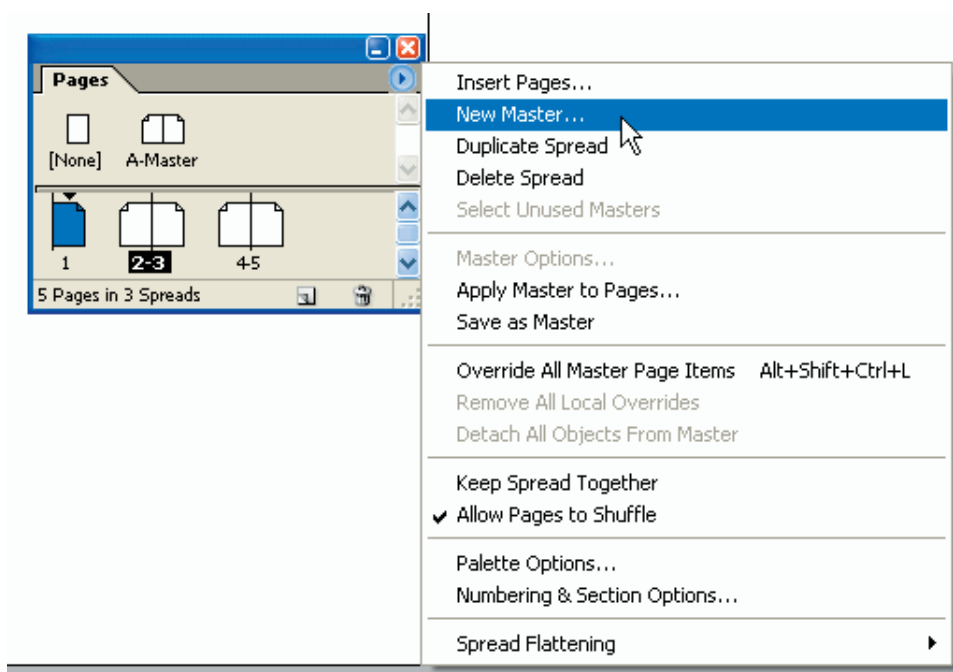 Pages
[None] A-Master
1 2-3 4-5
5 Pages in 3 Spreads
Insert Pages...
New Master...
Duplicate Spread
Delete Spread
Select Unused Masters
Master Options...
Apply Master to Pages...
Save as Master
Override All Master Page Items Alt+Shift+Ctrl+L
Remove All Local Overrides
Detach All Objects From Master
Keep Spread Together
Allow Pages to Shuffle
Palette Options...
Numbering & Section Options...
Spread Flattening